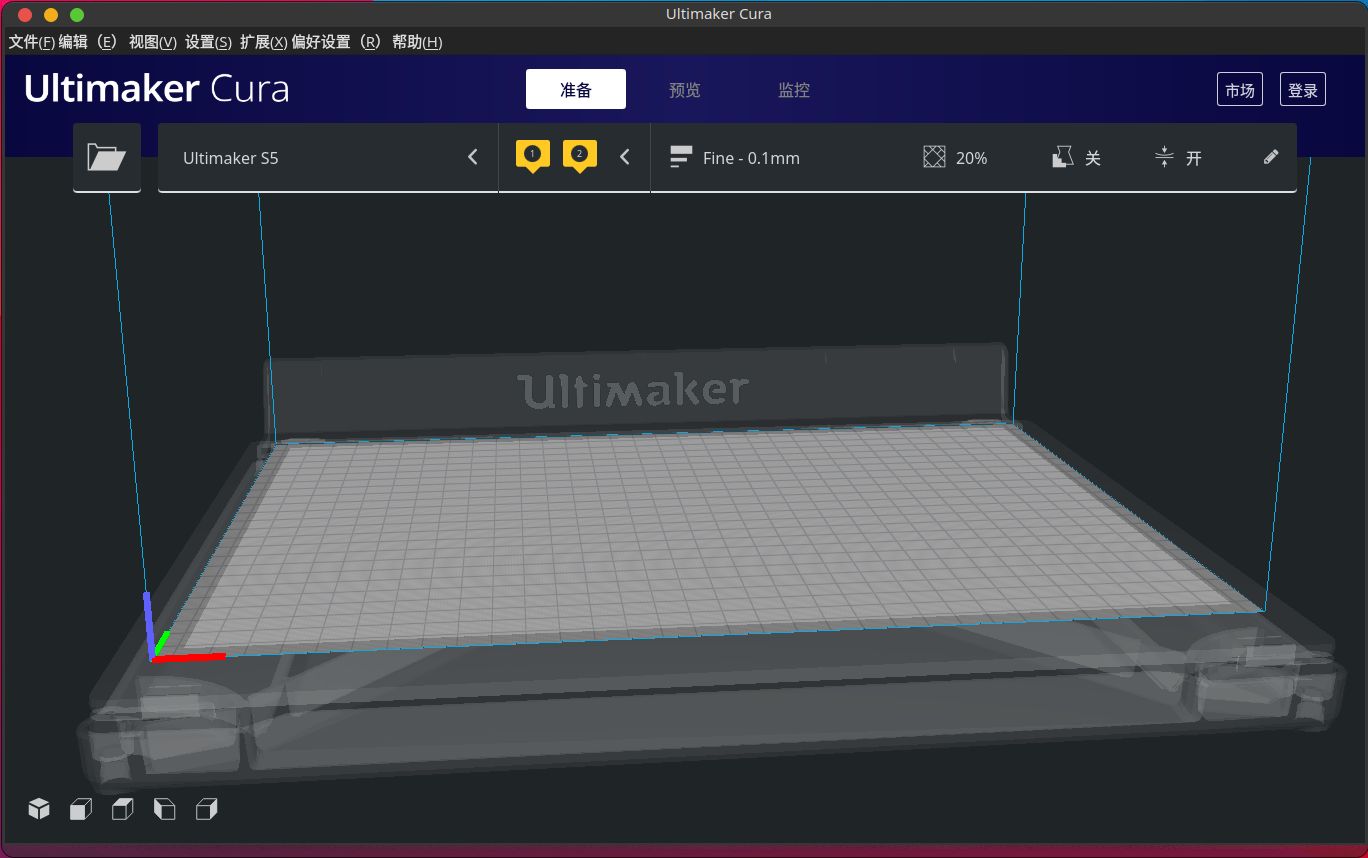 Ultimaker Cura
文件(F) 编辑（E） 视图(V) 设置(S) 扩展(X) 偏好设置（R） 帮助(H)
Ultimaker Cura 准备 预览 监控 市场 登录
Ultimaker S5 1 2 Fine - 0.1mm 20% 关 开
Ultimaker